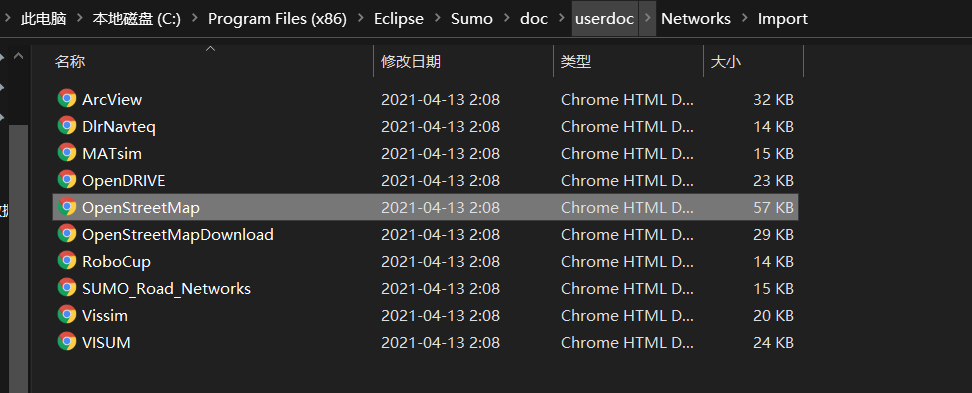 此电脑 > 本地磁盘 (C:) > Program Files (x86) > Eclipse > Sumo > doc > userdoc > Networks > Import
名称 修改日期 类型 大小
ArcView 2021-04-13 2:08 Chrome HTML D... 32 KB
DlrNavteq 2021-04-13 2:08 Chrome HTML D... 14 KB
MATsim 2021-04-13 2:08 Chrome HTML D... 15 KB
OpenDRIVE 2021-04-13 2:08 Chrome HTML D... 23 KB
OpenStreetMap 2021-04-13 2:08 Chrome HTML D... 57 KB
OpenStreetMapDownload 2021-04-13 2:08 Chrome HTML D... 29 KB
RoboCup 2021-04-13 2:08 Chrome HTML D... 14 KB
SUMO_Road_Networks 2021-04-13 2:08 Chrome HTML D... 15 KB
Vissim 2021-04-13 2:08 Chrome HTML D... 20 KB
VISUM 2021-04-13 2:08 Chrome HTML D... 24 KB